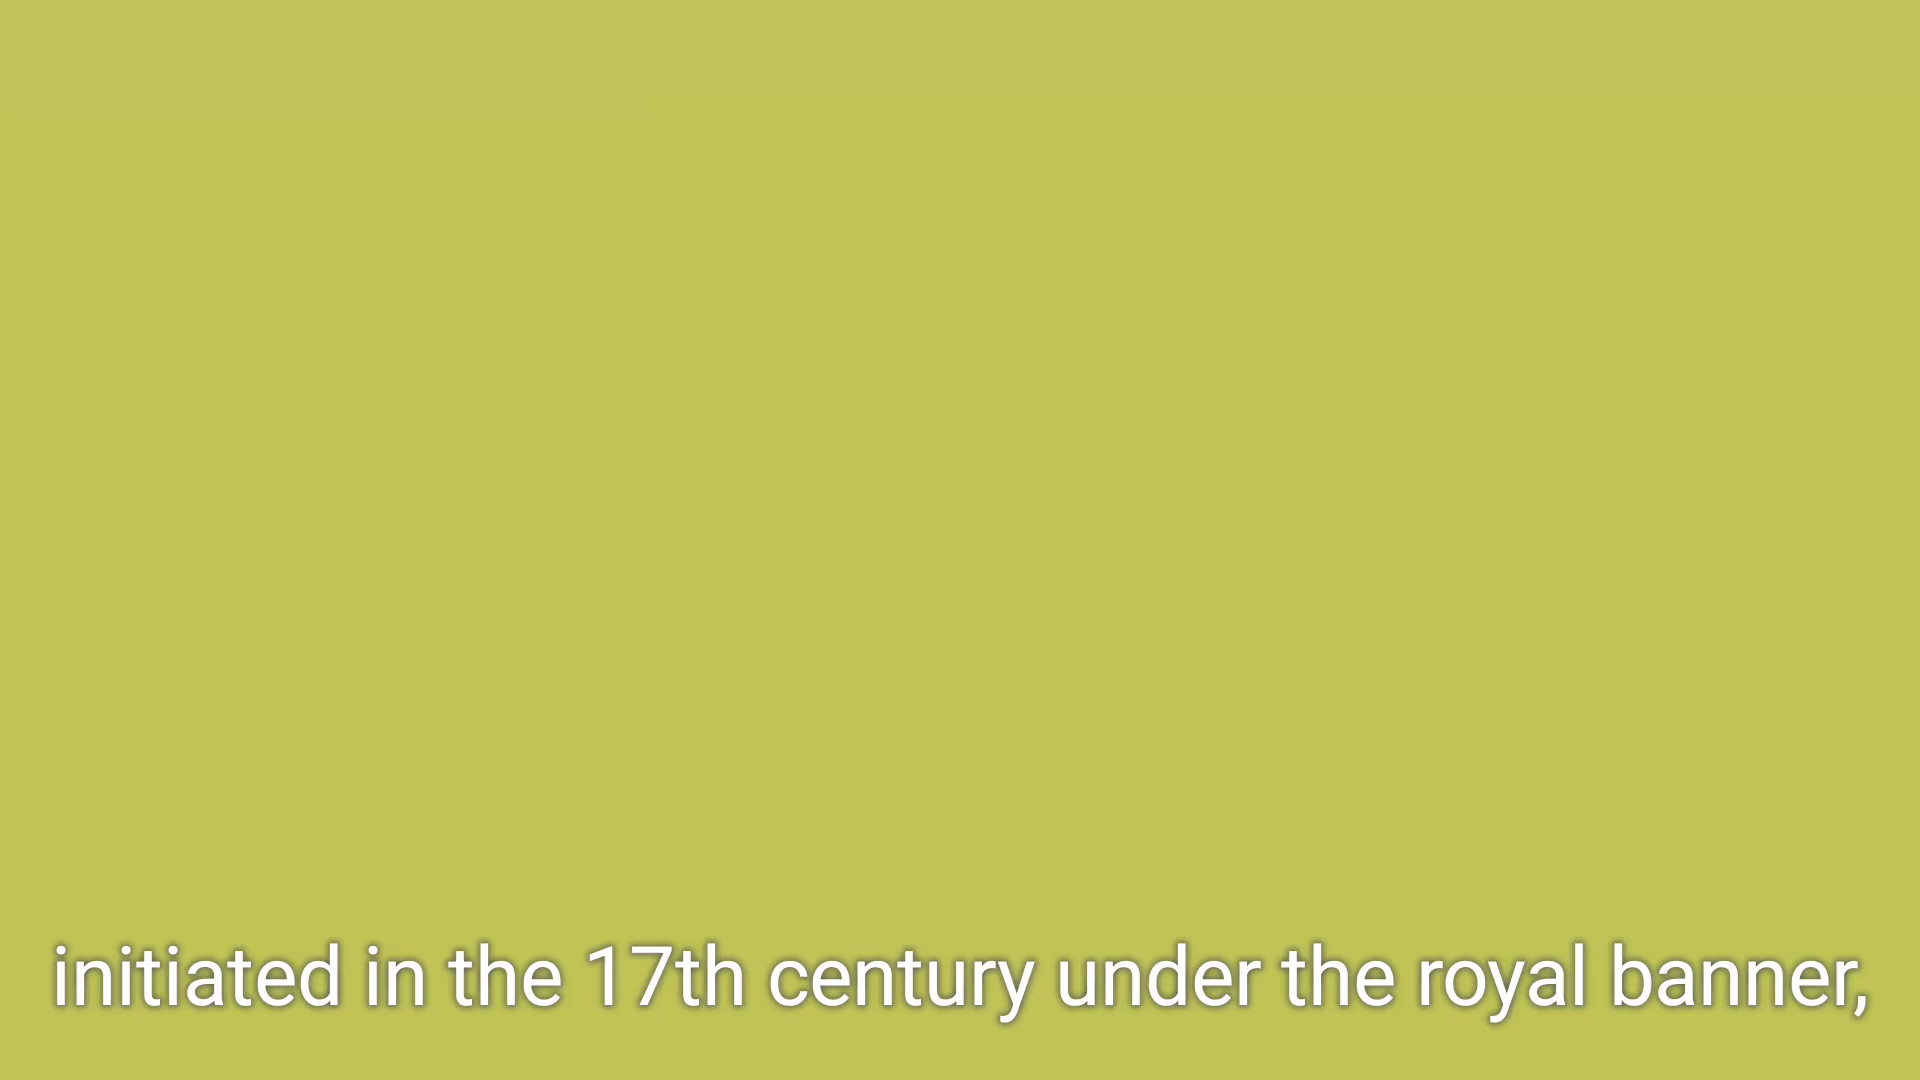 initiated in the 17th century under the royal banner,